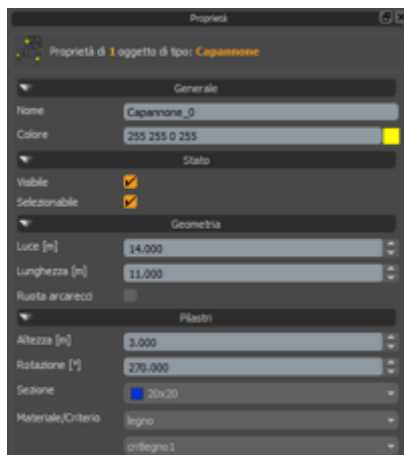 Proprietà
Proprietà di 1 oggetto di tipo: Capannone
Generale
Nome Capannone_0
Colore 255 255 0 255
Stato
Visibile
Selezionabile
Geometria
Luce [m] 14.000
Lunghezza [m] 11.000
Ruota arcarecci
Pilastri
Altezza [m] 3.000
Rotazione [°] 270.000
Sezione 20x20
Materiale/Criterio legno
critlegno1